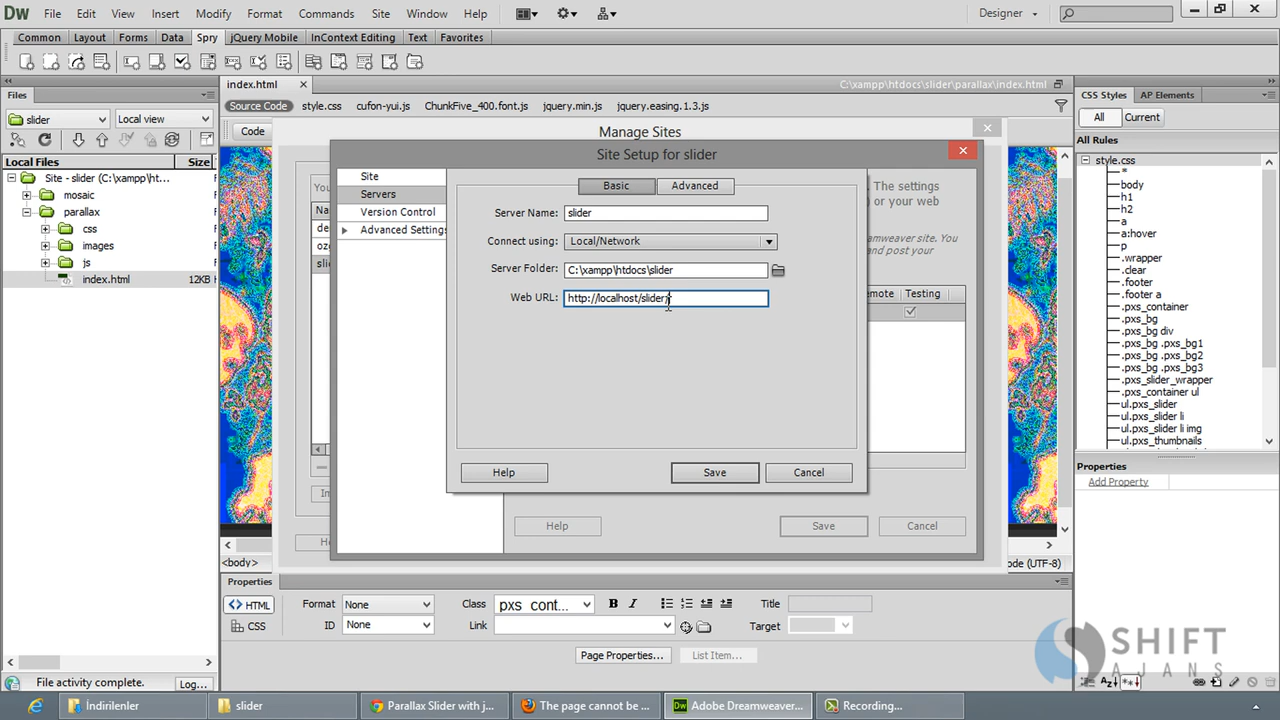 Dw File Edit View Insert Modify Format Commands Site Window Help Designer
Common Layout Forms Data Spry jQuery Mobile InContext Editing Text Favorites
Files
index.html
C:\xampp\htdocs\slider\parallax\index.html
CSS Styles AP Elements
Source Code style.css cufon-yui.js ChunkFive_400.font.js jquery.min.js jquery.easing.1.3.js
slider Local view
All Current
Code
Manage Sites
All Rules
Local Files Size
Site - slider (C:\xampp\ht...
mosaic
parallax
css
images
js
index.html
Site Setup for slider
Site
Servers
Version Control
Advanced Settings
Basic Advanced
Server Name: slider
Connect using: Local/Network
Server Folder: C:\xampp\htdocs\slider
Web URL: http://localhost/slider/
Help Save Cancel
. The settings
) or your web
amweaver site. You
and post your
emote Testing
Help Save Cancel
style.css
*
body
h1
h2
a
a:hover
p
.wrapper
.clear
.footer
.footer a
.pxs_container
.pxs_bg
.pxs_bg div
.pxs_bg .pxs_bg1
.pxs_bg .pxs_bg2
.pxs_bg .pxs_bg3
.pxs_slider_wrapper
.pxs_container ul
ul.pxs_slider
ul.pxs_slider li
ul.pxs_slider li img
ul.pxs_thumbnails
Properties
Add Property
<body>
ode (UTF-8)
Properties
HTML Format None Class pxs_cont... B I Title
CSS ID None Link Target
Page Properties... List Item...
SHIFT
AJANS
File activity complete. Log...
İndirilenler slider Parallax Slider with j... The page cannot be ... Adobe Dreamweaver... Recording...